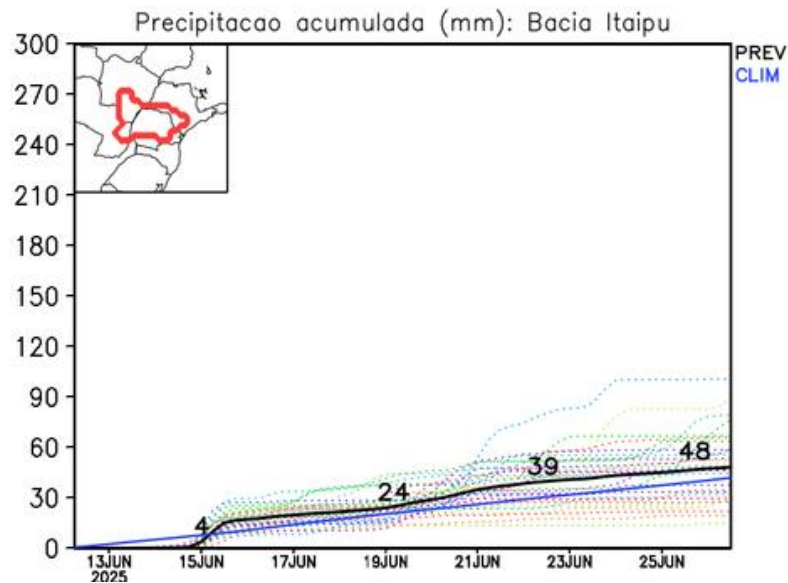 Precipitacao acumulada (mm): Bacia Itaipu
300
PREV
CLIM
270
240
210
180
150
120
90
60
30
0
4
24
39
48
13JUN
2025
15JUN
17JUN
19JUN
21JUN
23JUN
25JUN